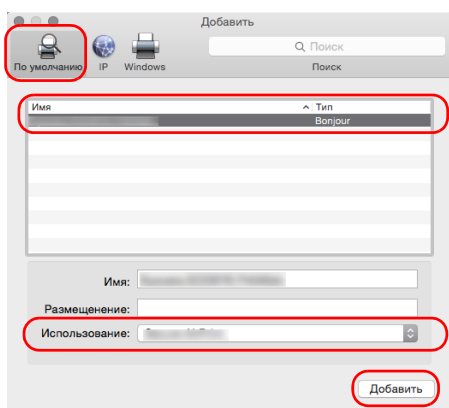 Добавить
По умолчанию IP Windows
Поиск
Поиск
Имя Тип
Bonjour
Имя:
Размещение:
Использование:
Добавить